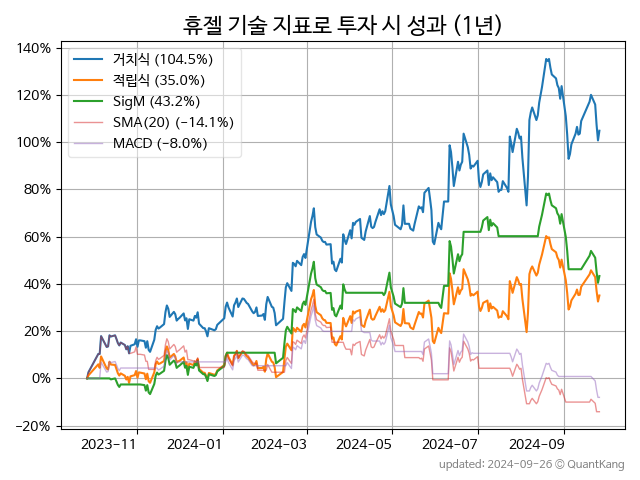 휴젤 기술 지표로 투자 시 성과 (1년)
140%
120%
100%
80%
60%
40%
20%
0%
−20%
거치식 (104.5%)
적립식 (35.0%)
SigM (43.2%)
SMA(20) (−14.1%)
MACD (−8.0%)
2023-11
2024-01
2024-03
2024-05
2024-07
2024-09
updated: 2024-09-26 © QuantKang